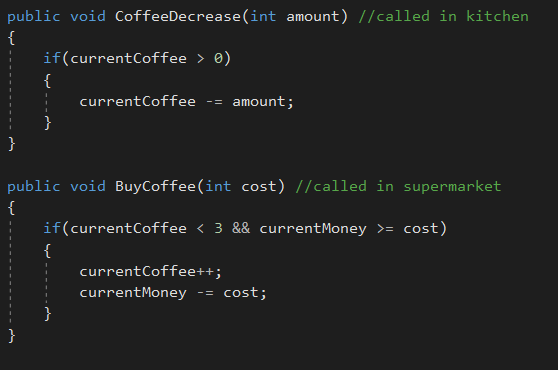 public void CoffeeDecrease(int amount) //called in kitchen
{
if(currentCoffee > 0)
{
currentCoffee -= amount;
}
}
public void BuyCoffee(int cost) //called in supermarket
{
if(currentCoffee < 3 && currentMoney >= cost)
{
currentCoffee++;
currentMoney -= cost;
}
}